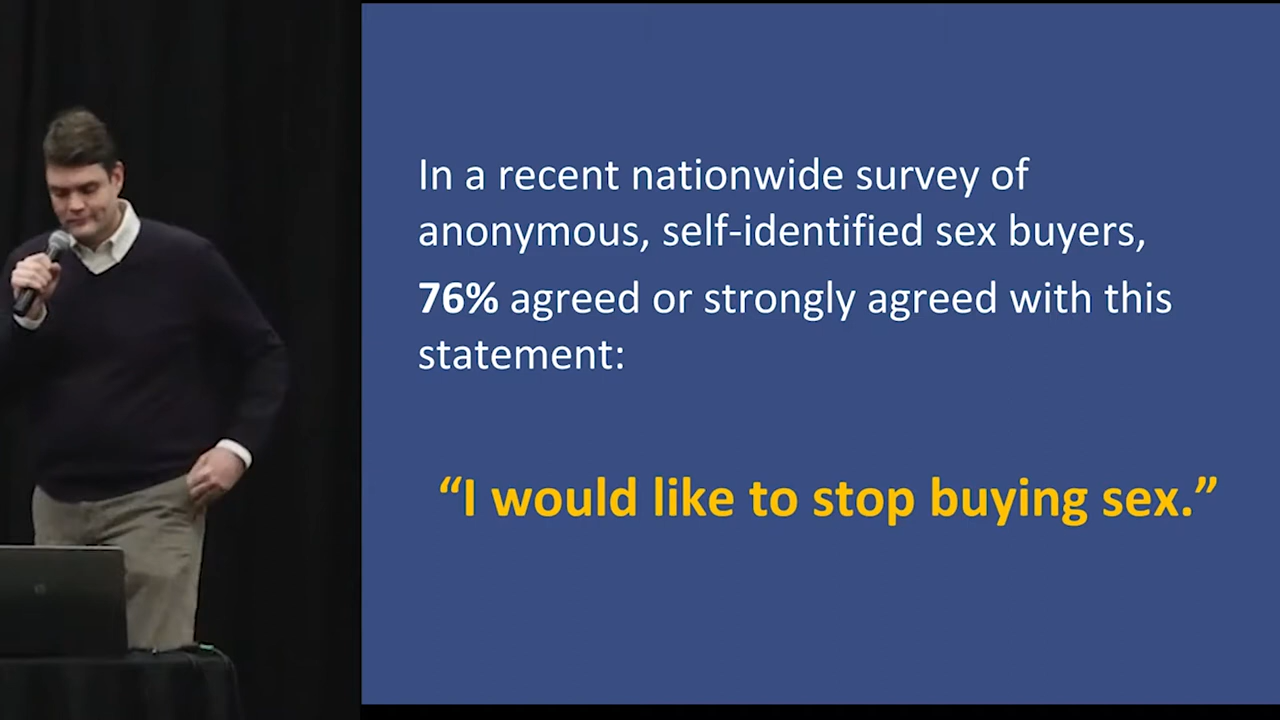 In a recent nationwide survey of
anonymous, self-identified sex buyers,
76% agreed or strongly agreed with this
statement:
“I would like to stop buying sex.”